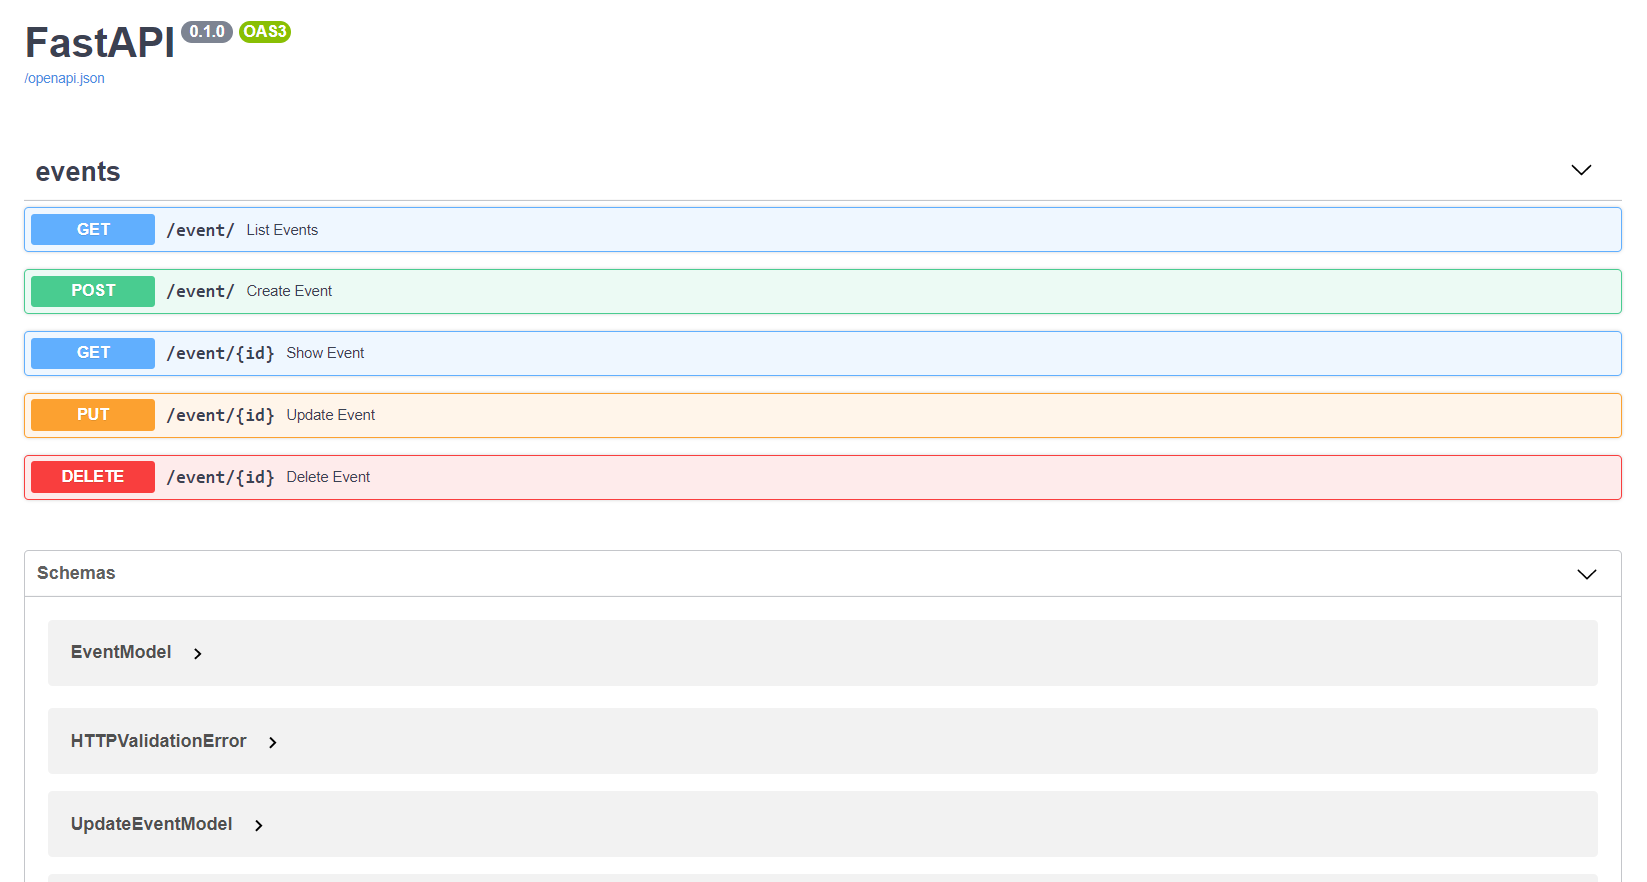 FastAPI 0.1.0 OAS3
/openapi.json
events
GET /event/ List Events
POST /event/ Create Event
GET /event/{id} Show Event
PUT /event/{id} Update Event
DELETE /event/{id} Delete Event
Schemas
EventModel
HTTPValidationError
UpdateEventModel